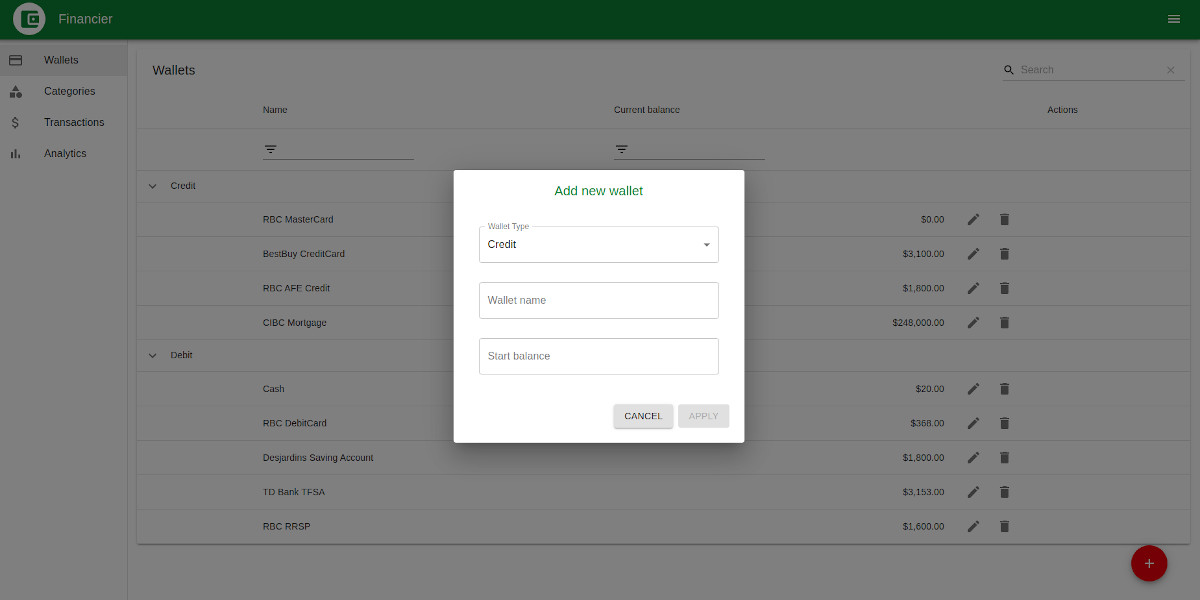 Financier
Wallets
Categories
Transactions
Analytics
Wallets
Search
Name Current balance Actions
Credit
RBC MasterCard $0.00
BestBuy CreditCard $3,100.00
RBC AFE Credit $1,800.00
CIBC Mortgage $248,000.00
Debit
Cash $20.00
RBC DebitCard $368.00
Desjardins Saving Account $1,800.00
TD Bank TFSA $3,153.00
RBC RRSP $1,600.00
Add new wallet
Wallet Type
Credit
Wallet name
Start balance
CANCEL APPLY